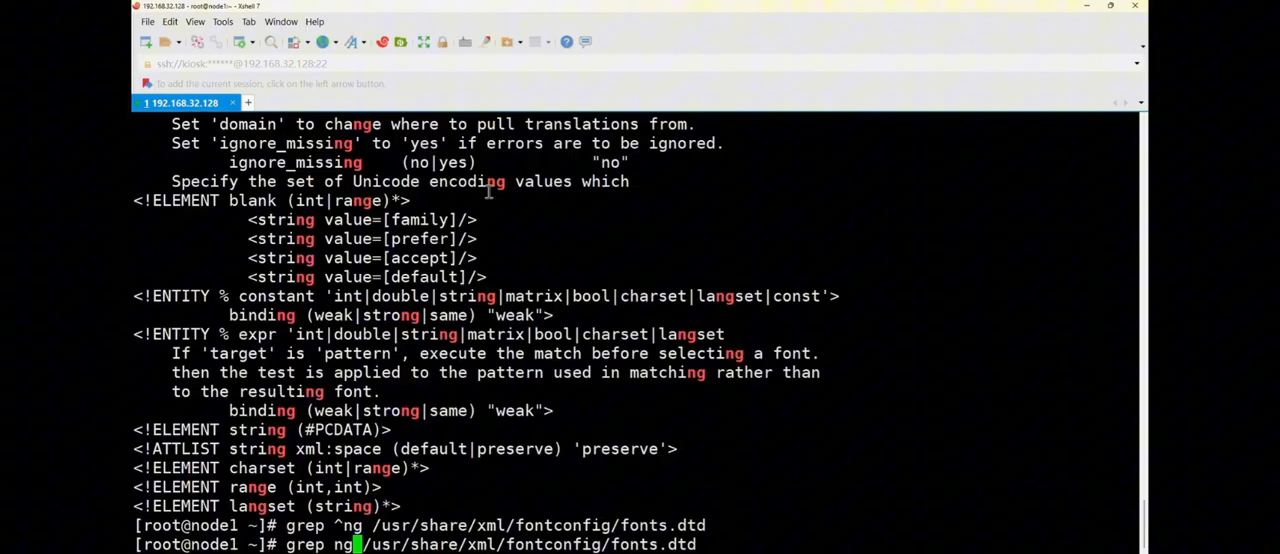 192.168.32.128 - root@node1:~ - Xshell 7
File Edit View Tools Tab Window Help
ssh://kiosk:******@192.168.32.128:22
To add the current session, click on the left arrow button.
1 192.168.32.128 × +
Set 'domain' to change where to pull translations from.
Set 'ignore_missing' to 'yes' if errors are to be ignored.
ignore_missing (no|yes) "no"
Specify the set of Unicode encoding values which
<!ELEMENT blank (int|range)*>
<string value=[family]/>
<string value=[prefer]/>
<string value=[accept]/>
<string value=[default]/>
<!ENTITY % constant 'int|double|string|matrix|bool|charset|langset|const'>
binding (weak|strong|same) "weak">
<!ENTITY % expr 'int|double|string|matrix|bool|charset|langset
If 'target' is 'pattern', execute the match before selecting a font.
then the test is applied to the pattern used in matching rather than
to the resulting font.
binding (weak|strong|same) "weak">
<!ELEMENT string (#PCDATA)>
<!ATTLIST string xml:space (default|preserve) 'preserve'>
<!ELEMENT charset (int|range)*>
<!ELEMENT range (int,int)>
<!ELEMENT langset (string)*>
[root@node1 ~]# grep ^ng /usr/share/xml/fontconfig/fonts.dtd
[root@node1 ~]# grep ng /usr/share/xml/fontconfig/fonts.dtd